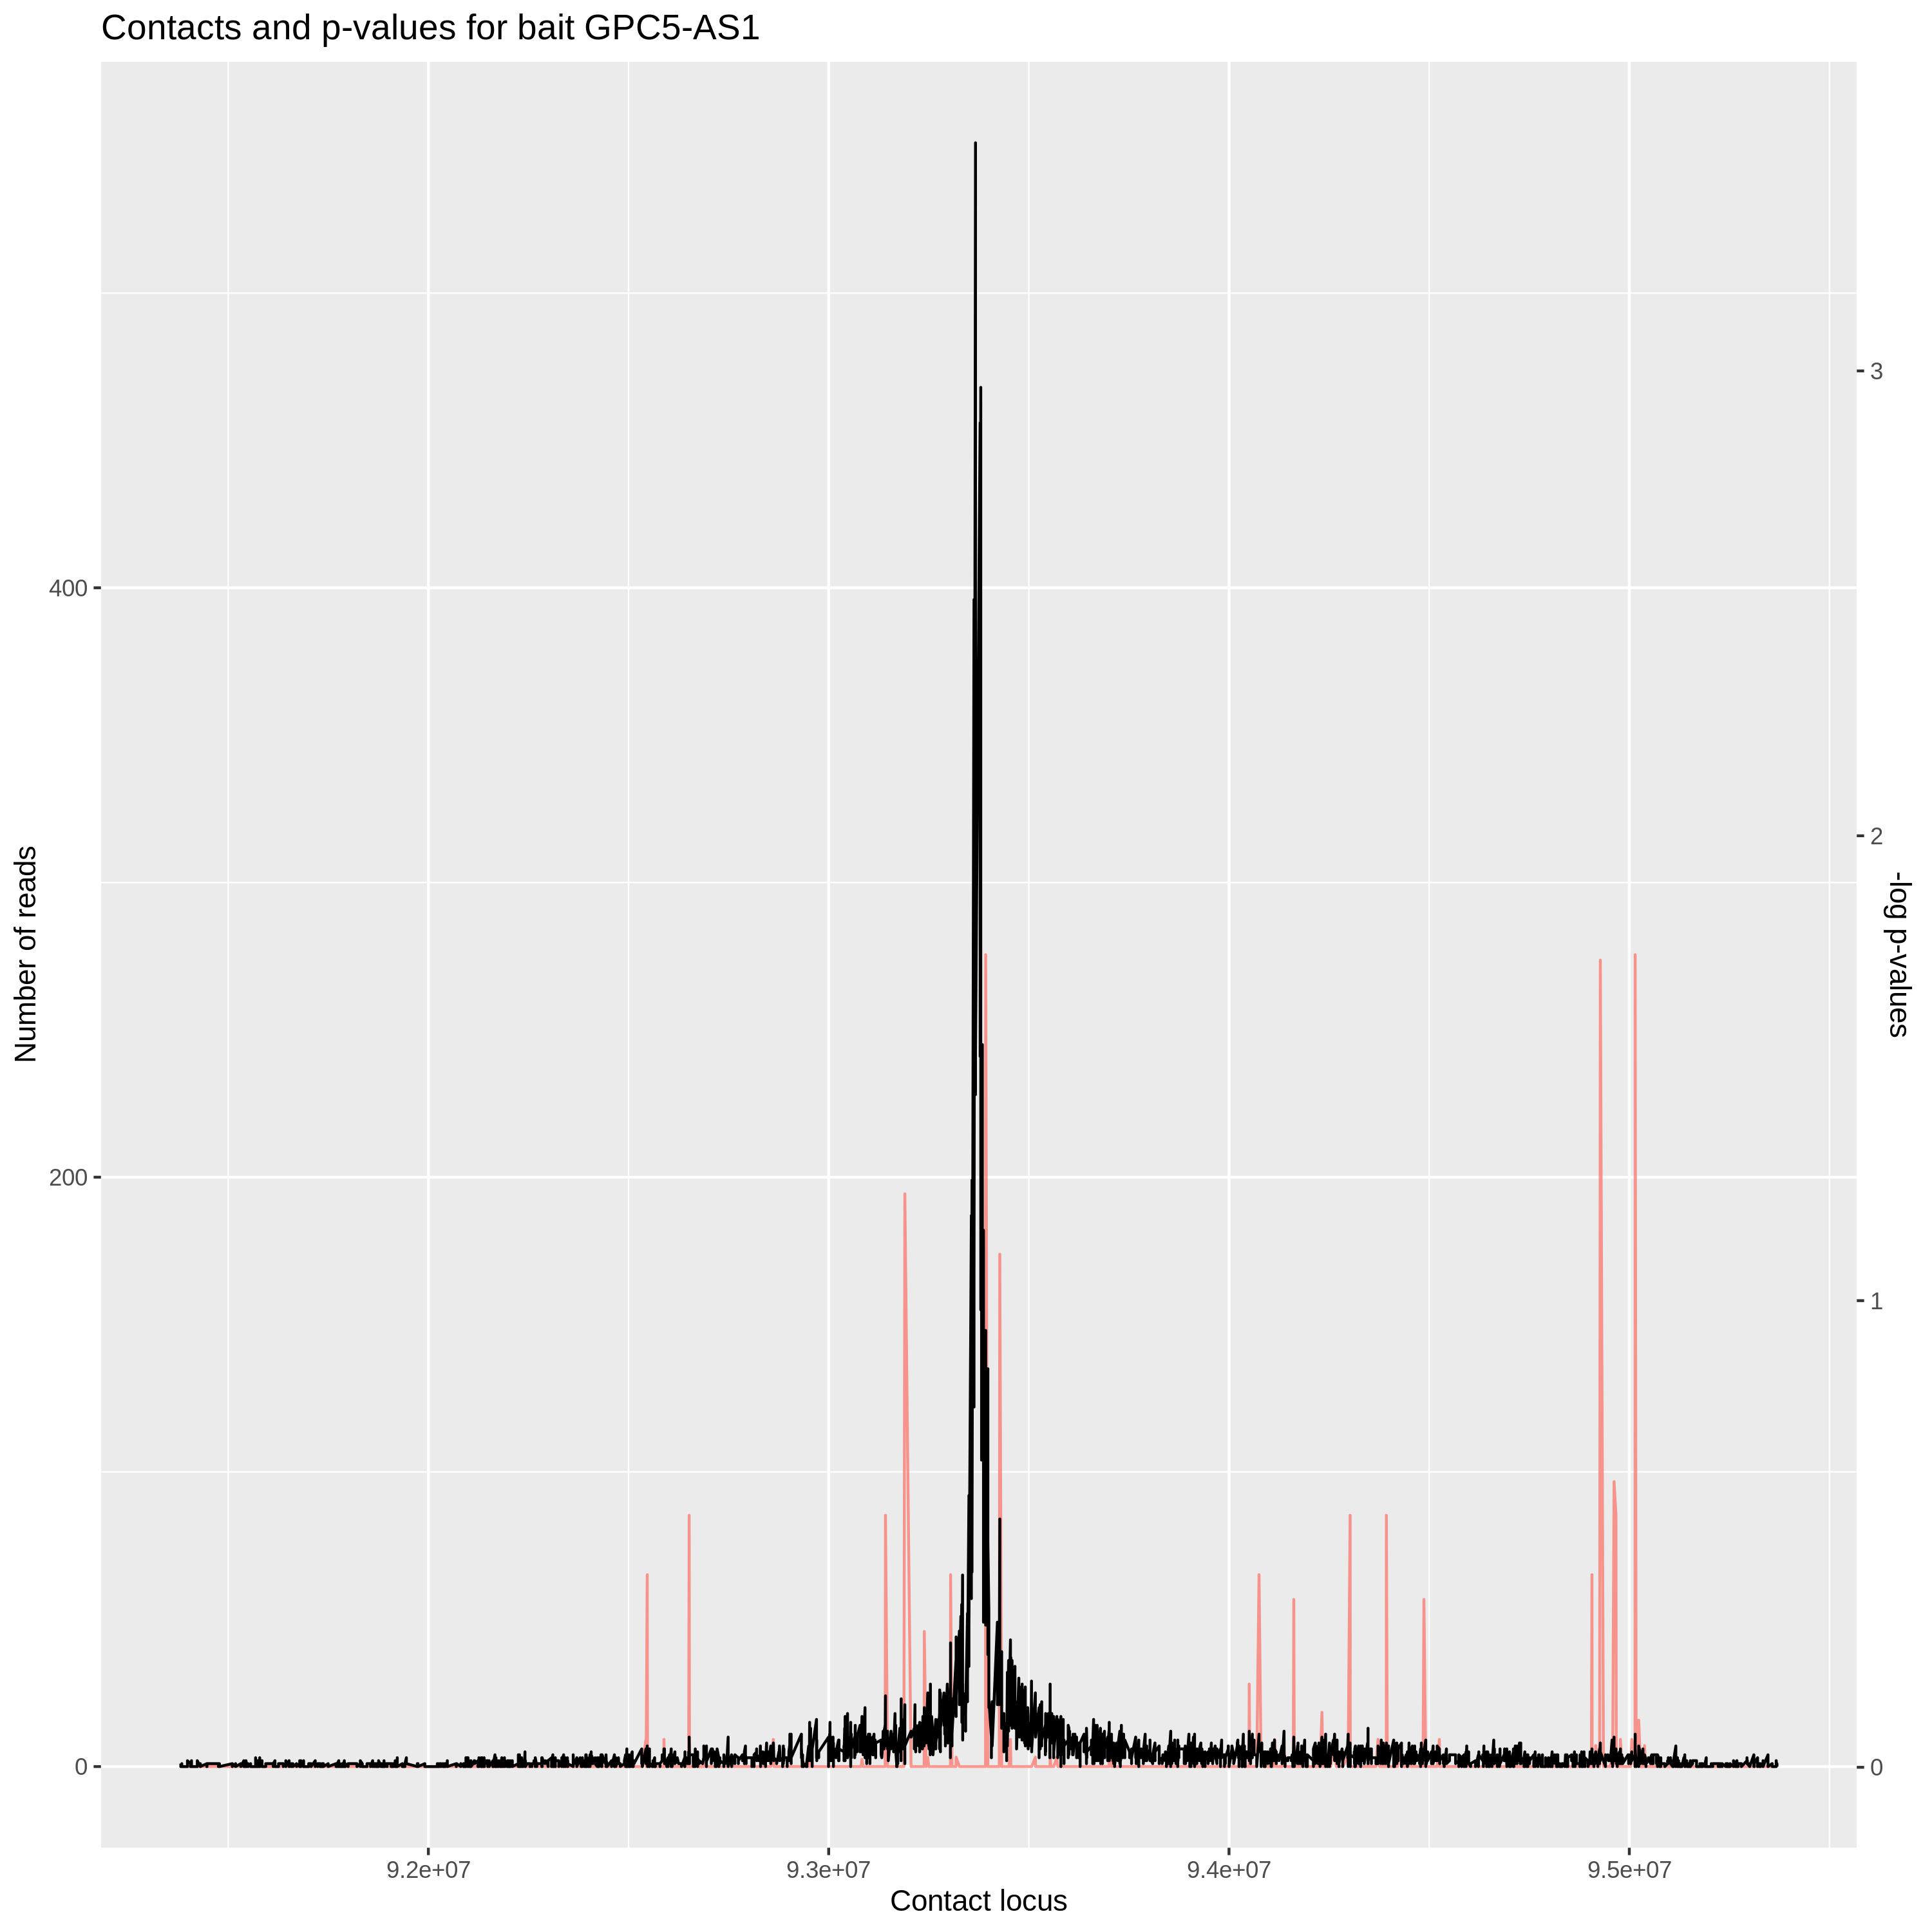 Contacts and p-values for bait GPC5-AS1
Number of reads
400
200
0
3
2
1
0
-log p-values
9.2e+07 9.3e+07 9.4e+07 9.5e+07
Contact locus